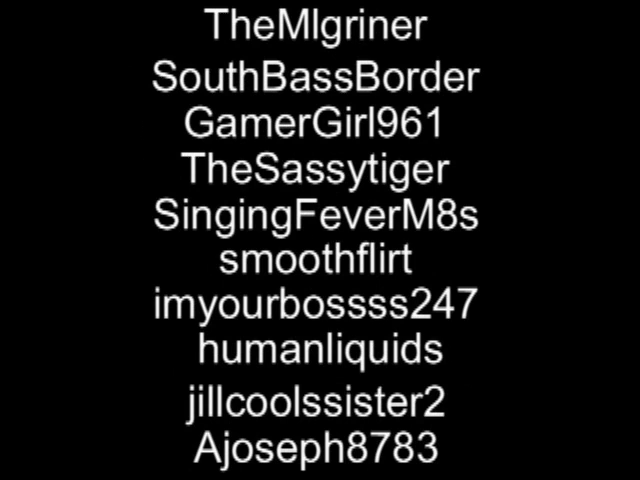 TheMlgriner
SouthBassBorder
GamerGirl961
TheSassytiger
SingingFeverM8s
smoothflirt
imyourbossss247
humanliquids
jillcoolssister2
Ajoseph8783